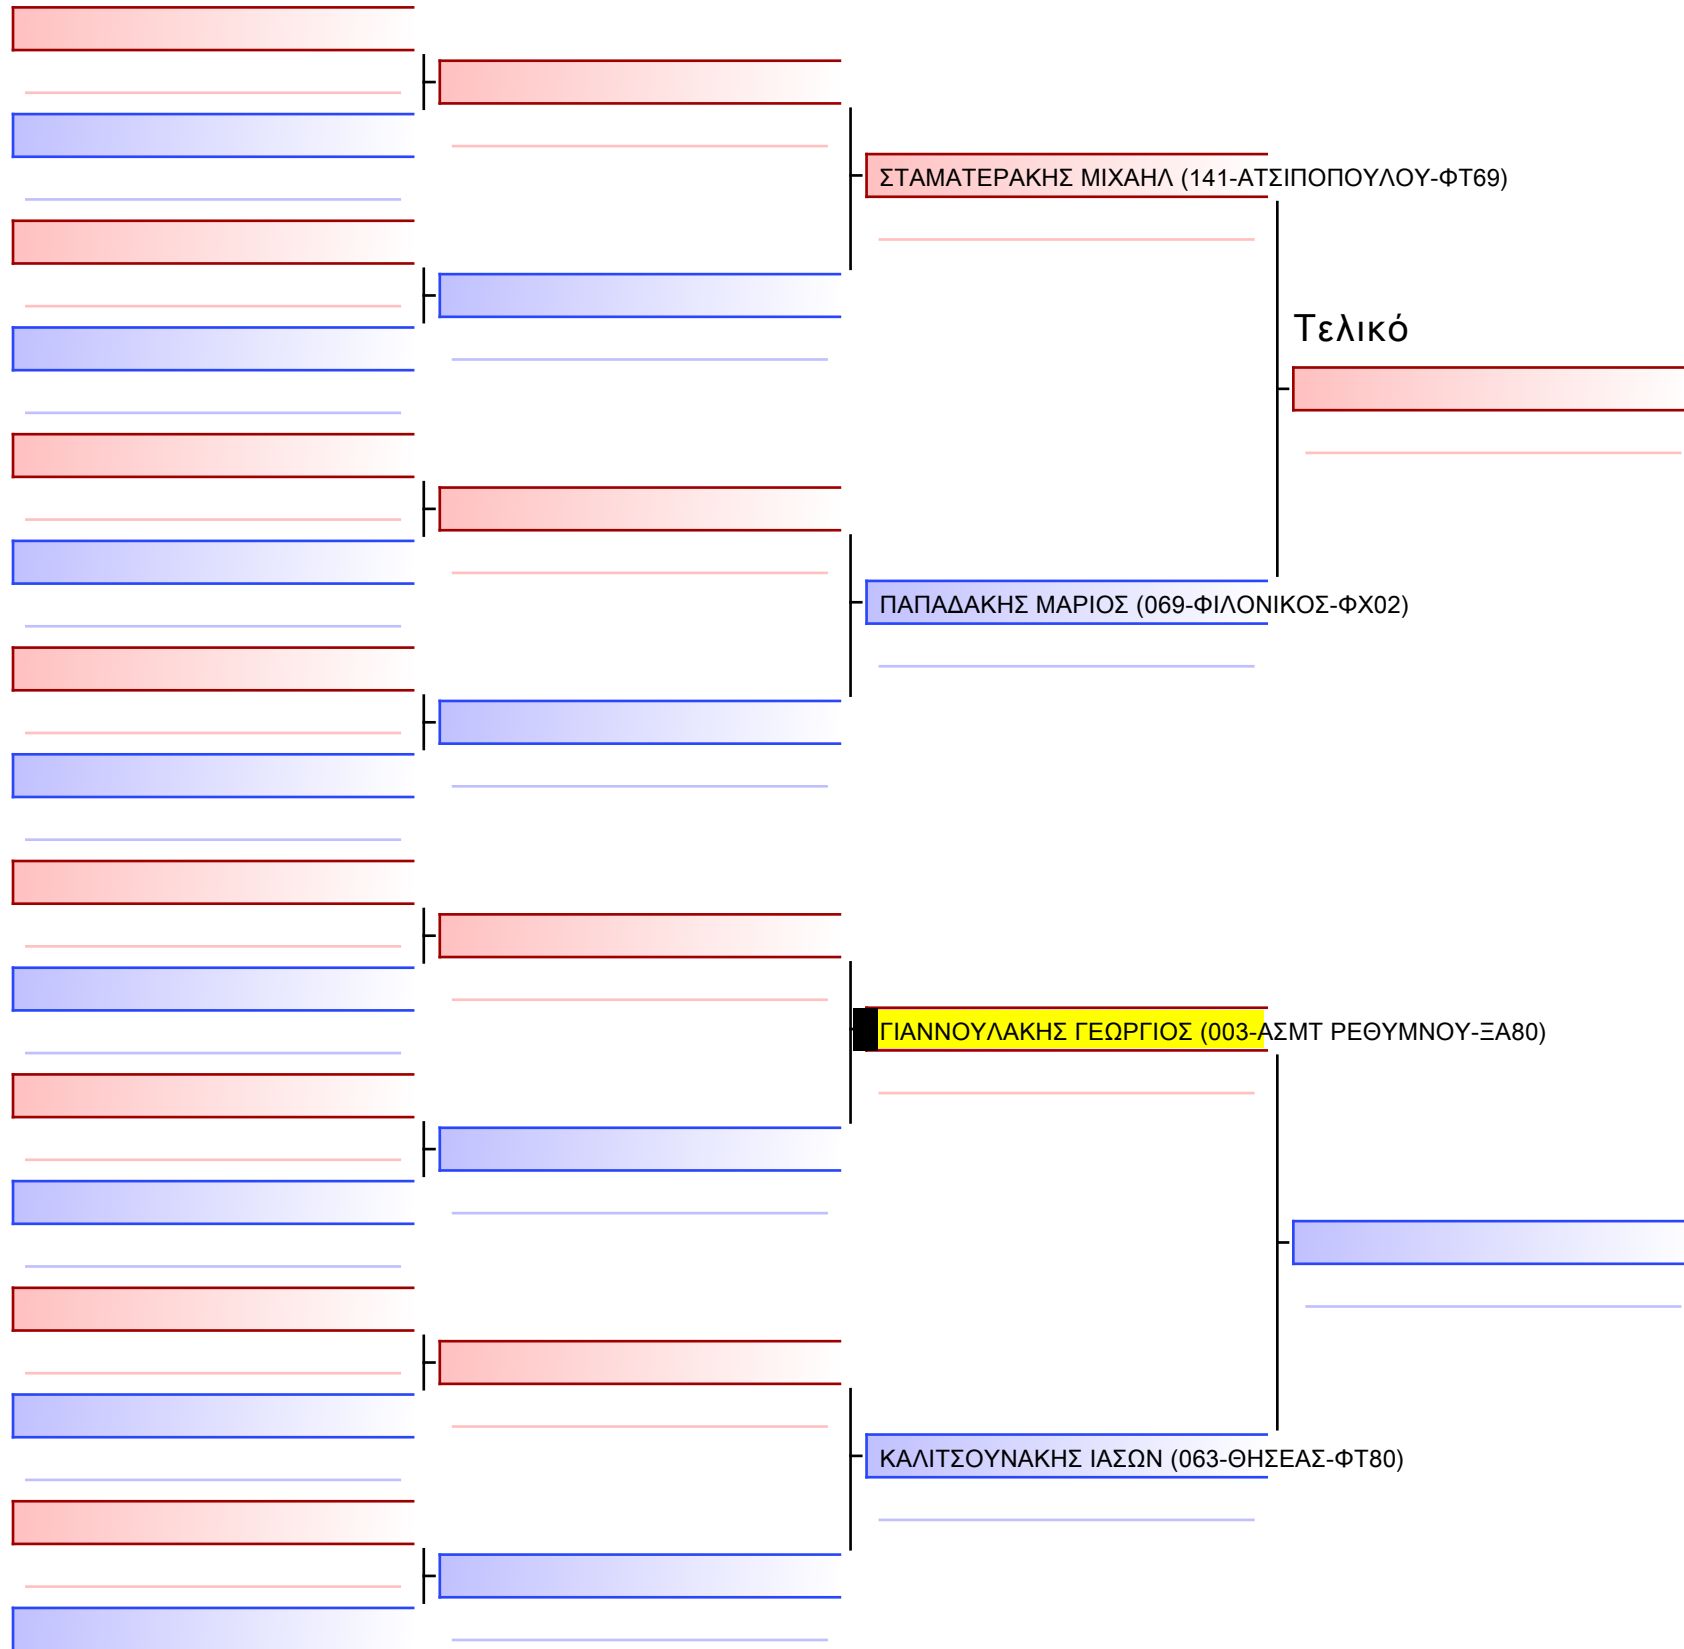 ΣΤΑΜΑΤΕΡΑΚΗΣ ΜΙΧΑΗΛ (141-ΑΤΣΙΠΟΠΟΥΛΟΥ-ΦΤ69)
Τελικό
ΠΑΠΑΔΑΚΗΣ ΜΑΡΙΟΣ (069-ΦΙΛΟΝΙΚΟΣ-ΦΧ02)
ΓΙΑΝΝΟΥΛΑΚΗΣ ΓΕΩΡΓΙΟΣ (003-ΑΣΜΤ ΡΕΘΥΜΝΟΥ-ΞΑ80)
ΚΑΛΙΤΣΟΥΝΑΚΗΣ ΙΑΣΩΝ (063-ΘΗΣΕΑΣ-ΦΤ80)